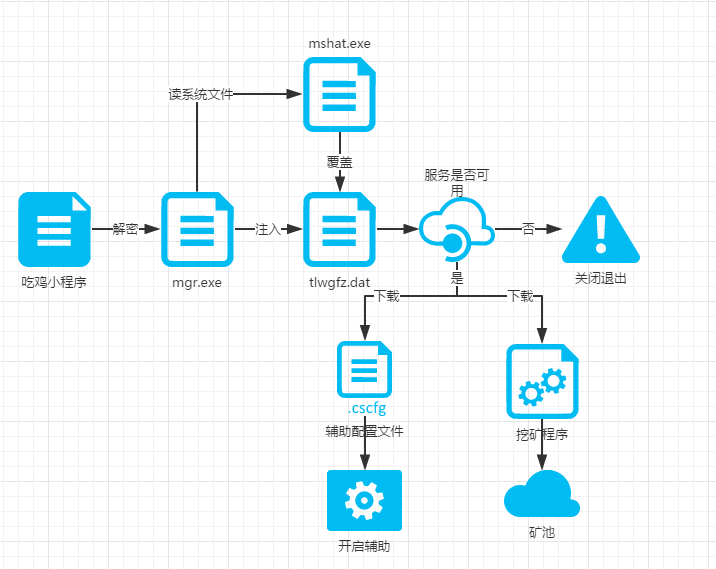 mshat.exe
读系统文件
覆盖
服务是否可
用
解密
注入
否
吃鸡小程序
mgr.exe
tlwgfz.dat
是
关闭退出
下载
下载
.cscfg
辅助配置文件
挖矿程序
开启辅助
矿池